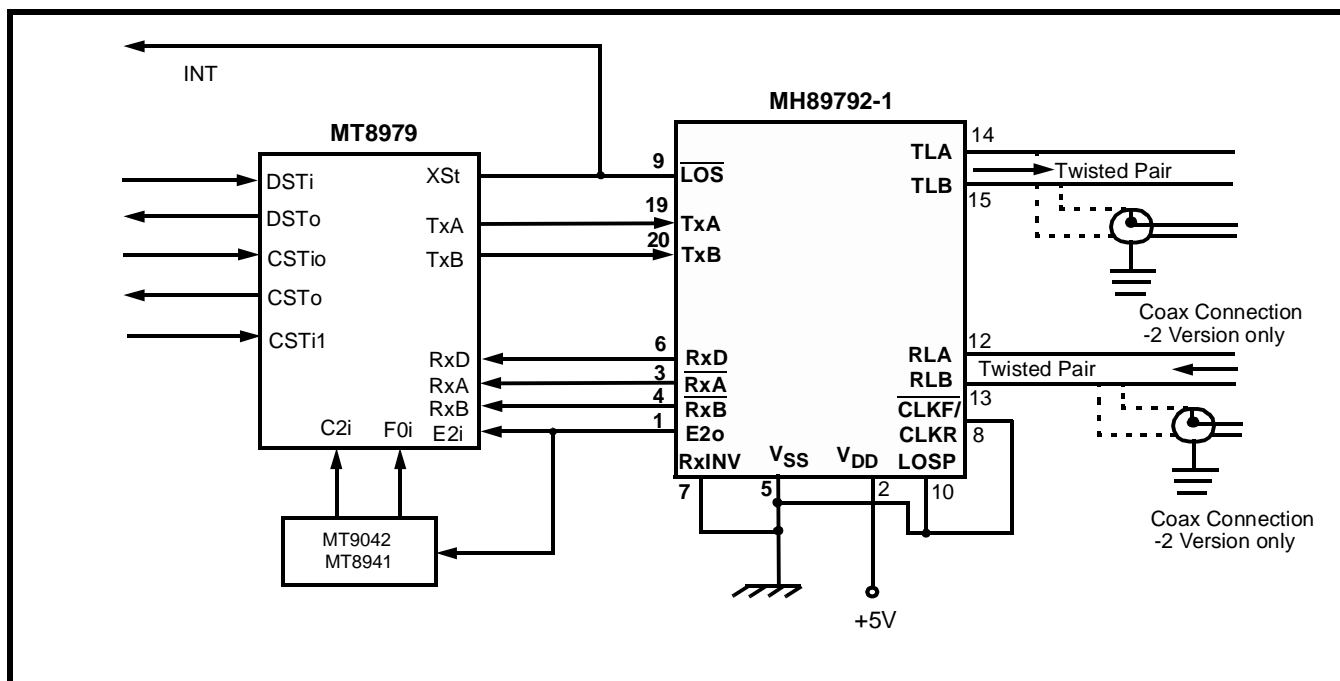 INT
MT8979
DSTi
DSTo
CSTio
CSTo
CSTi1
XSt
TxA
TxB
RxD
RxA
RxB
E2i
C2i
F0i
MT9042
MT8941
MH89792-1
9
LOS
19
TxA
20
TxB
6
RxD
3
RxA
4
RxB
1
E2o
RxINV
7
VSS
5
VDD
2
LOSP
10
TLA
14
TLB
15
RLA
12
RLB
13
CLKF/
CLKR
8
Twisted Pair
Coax Connection
-2 Version only
Twisted Pair
Coax Connection
-2 Version only
+5V